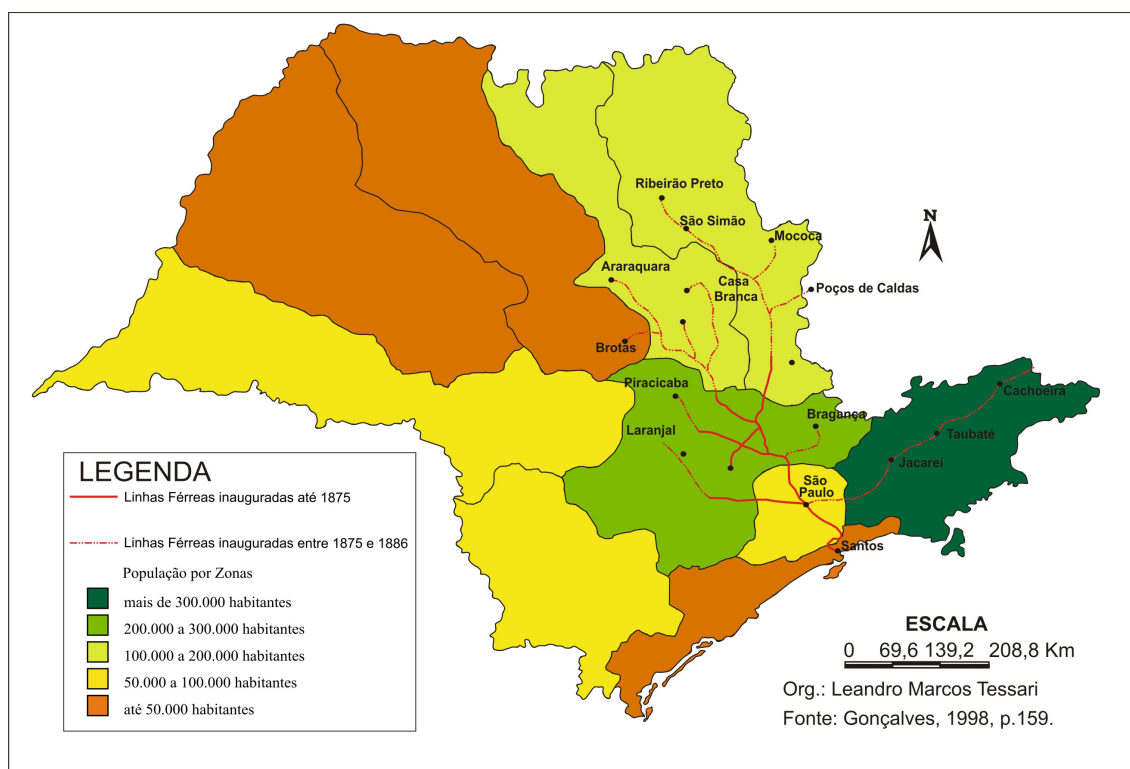 Ribeirão Preto
São Simão
Mococa
N
Araraquara
Casa
Branca
Poços de Caldas
Brotas
Piracicaba
Cachoeira
Bragança
Laranjal
Taubaté
Jacarei
São
Paulo
Santos
LEGENDA
Linhas Férreas inauguradas até 1875
Linhas Férreas inauguradas entre 1875 e 1886
População por Zonas
mais de 300.000 habitantes
200.000 a 300.000 habitantes
100.000 a 200.000 habitantes
50.000 a 100.000 habitantes
até 50.000 habitantes
ESCALA
0 69,6 139,2 208,8 Km
Org.: Leandro Marcos Tessari
Fonte: Gonçalves, 1998, p.159.